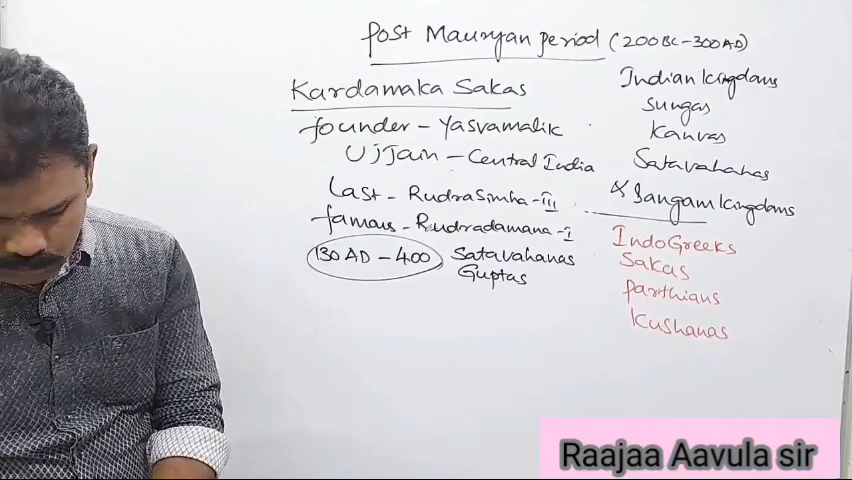 Post Mauryan period (200BC-300AD)
Kardamaka Sakas
founder - Yasvamalik
Ujjain - Central India
Last - Rudrasimha - III
famous - Rudradamana - I
130 AD - 400
Satavahanas
Guptas
Indian kingdoms
Sungas
Kanvas
Satavahanas
& Sangam kingdoms
Indo Greeks
Sakas
Parthians
Kushanas
Raajaa Aavula sir